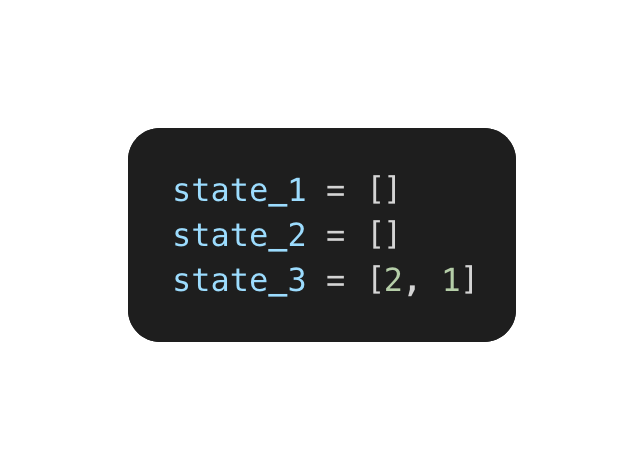 state_1 = []
state_2 = []
state_3 = [2, 1]